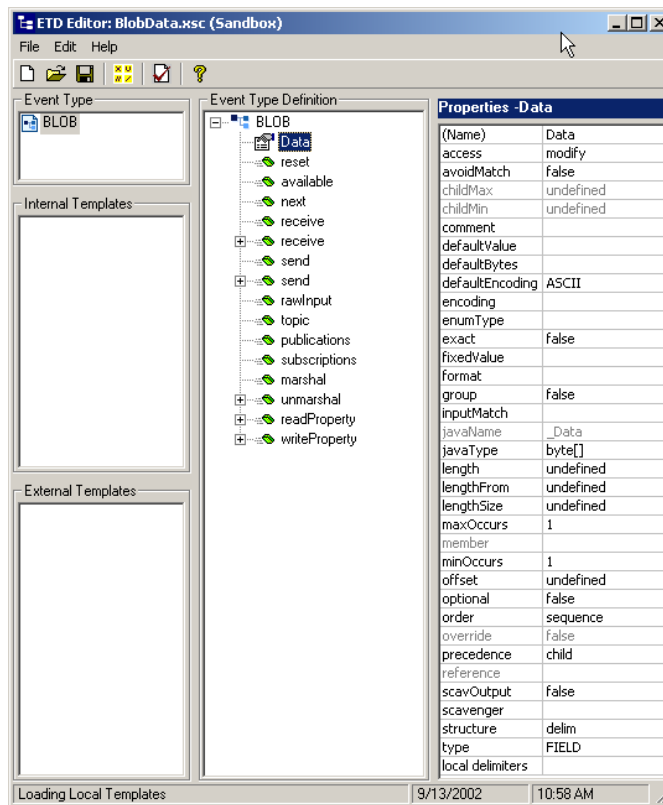 ETD Editor: BlobData.xsc (Sandbox)
File Edit Help
Event Type
BLOB
Internal Templates
External Templates
Event Type Definition
BLOB
Data
reset
available
next
receive
receive
send
send
rawInput
topic
publications
subscriptions
marshal
unmarshal
readProperty
writeProperty
Properties -Data
(Name) Data
access modify
avoidMatch false
childMax undefined
childMin undefined
comment
defaultValue
defaultBytes
defaultEncoding ASCII
encoding
enumType
exact false
fixedValue
format
group false
inputMatch
javaName _Data
javaType byte[]
length undefined
lengthFrom undefined
lengthSize undefined
maxOccurs 1
member
minOccurs 1
offset undefined
optional false
order sequence
override false
precedence child
reference
scavOutput false
scavenger
structure delim
type FIELD
local delimiters
Loading Local Templates 9/13/2002 10:58 AM